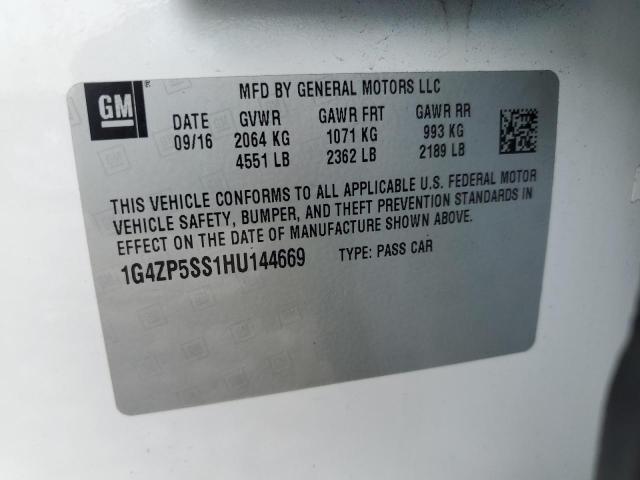 GM
MFD BY GENERAL MOTORS LLC
DATE GVWR GAWR FRT GAWR RR
09/16 2064 KG 1071 KG 993 KG
4551 LB 2362 LB 2189 LB
THIS VEHICLE CONFORMS TO ALL APPLICABLE U.S. FEDERAL MOTOR
VEHICLE SAFETY, BUMPER, AND THEFT PREVENTION STANDARDS IN
EFFECT ON THE DATE OF MANUFACTURE SHOWN ABOVE.
1G4ZP5SS1HU144669 TYPE: PASS CAR